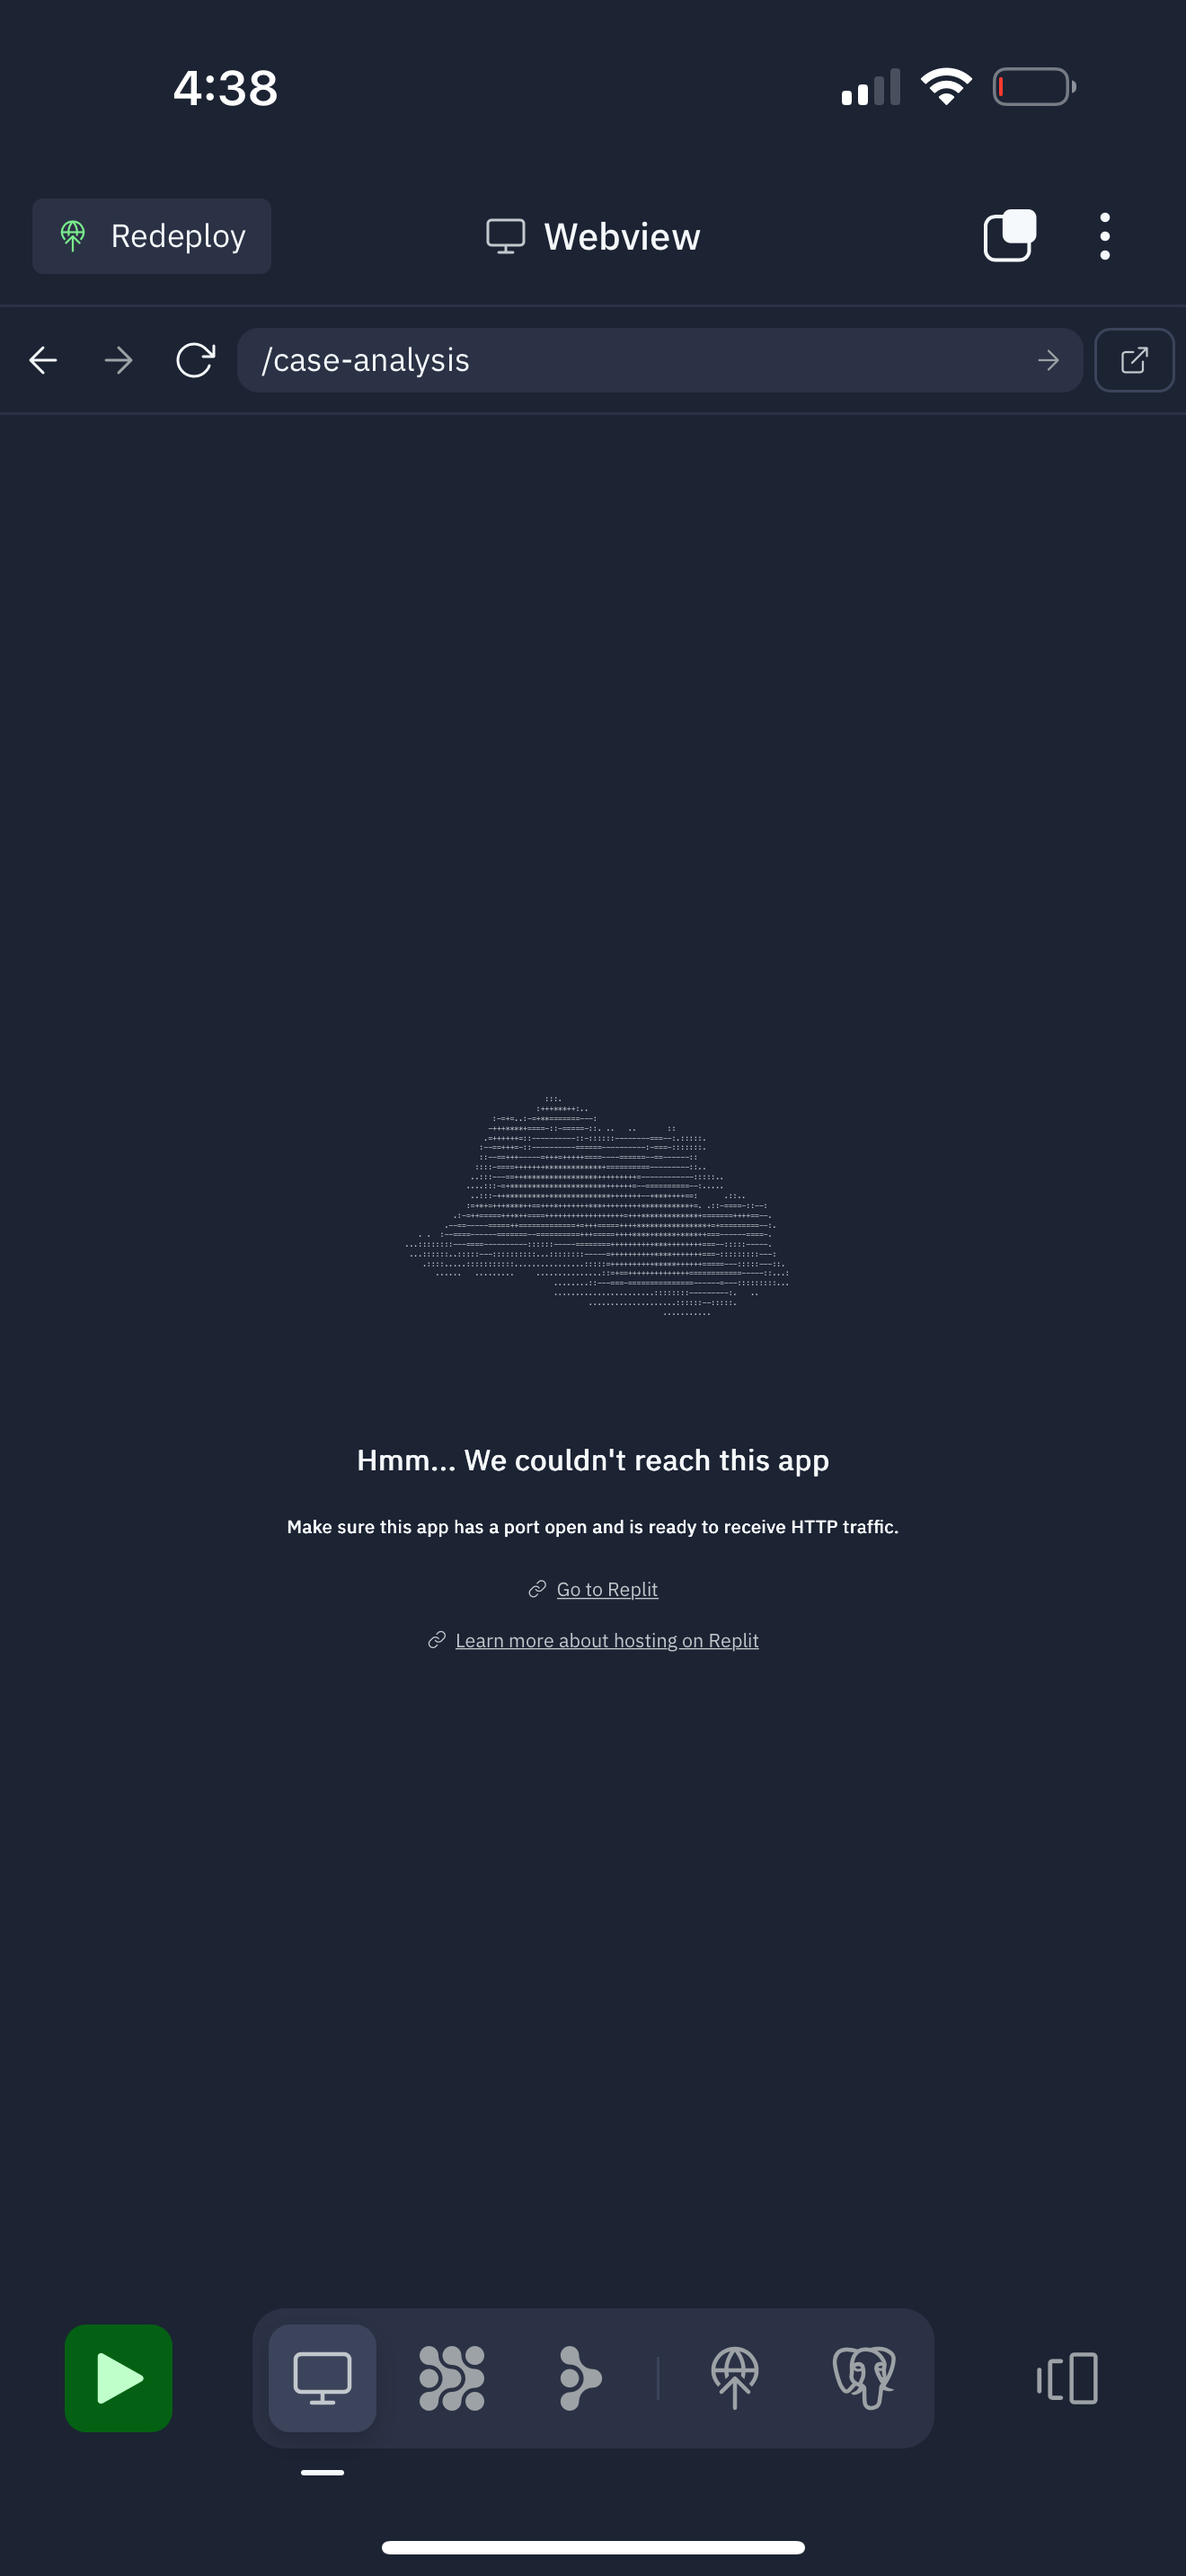 4:38
Redeploy
Webview
/case-analysis
Hmm... We couldn't reach this app
Make sure this app has a port open and is ready to receive HTTP traffic.
Go to Replit
Learn more about hosting on Replit